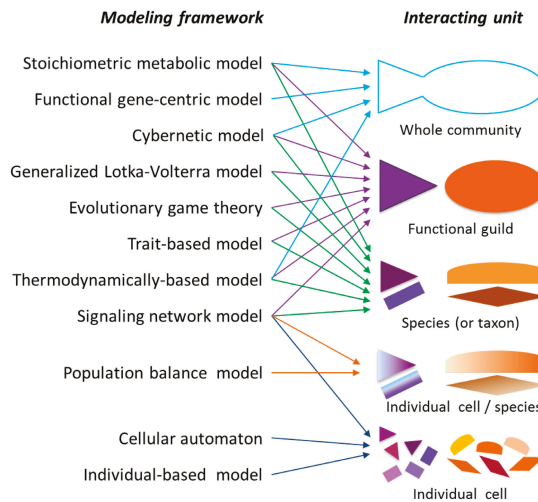 Modeling framework
Interacting unit
Stoichiometric metabolic model
Functional gene-centric model
Cybernetic model
Generalized Lotka-Volterra model
Evolutionary game theory
Trait-based model
Thermodynamically-based model
Signaling network model
Population balance model
Cellular automaton
Individual-based model
Whole community
Functional guild
Species (or taxon)
Individual cell / species
Individual cell